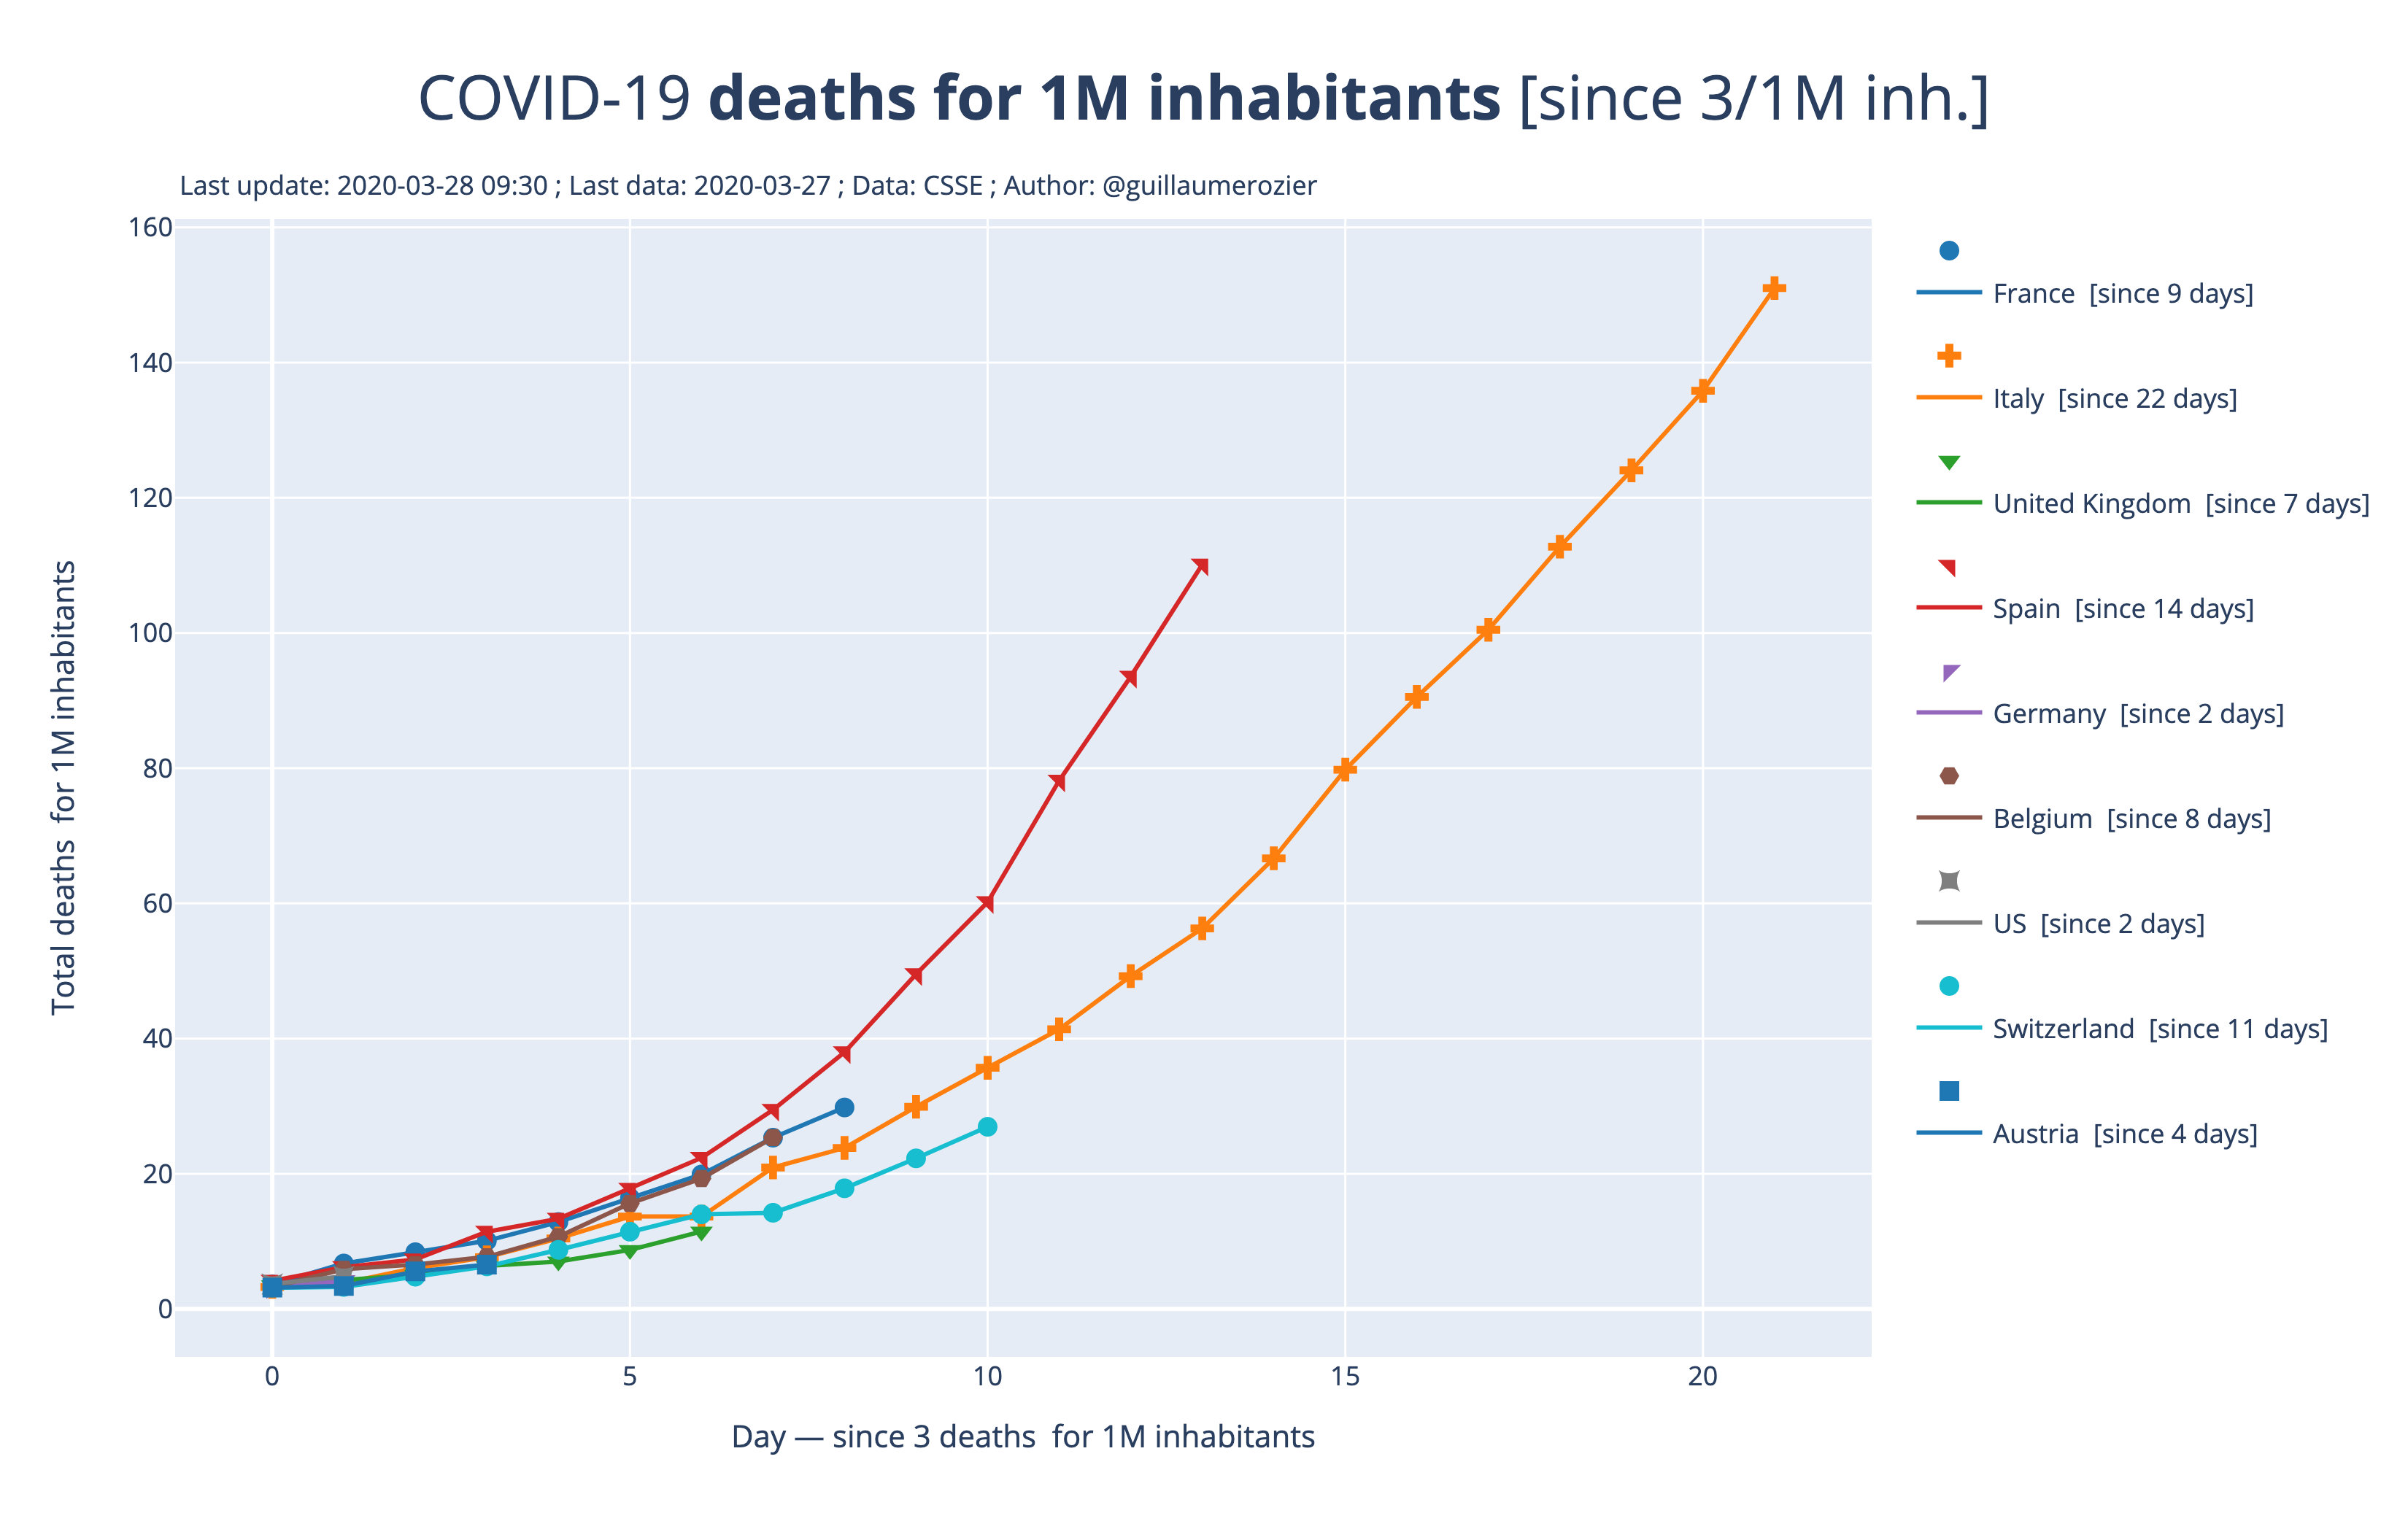 COVID-19 deaths for 1M inhabitants [since 3/1M inh.]
Last update: 2020-03-28 09:30 ; Last data: 2020-03-27 ; Data: CSSE ; Author: @guillaumerozier
Total deaths for 1M inhabitants
160
140
120
100
80
60
40
20
0
0 5 10 15 20
Day — since 3 deaths for 1M inhabitants
France [since 9 days]
Italy [since 22 days]
United Kingdom [since 7 days]
Spain [since 14 days]
Germany [since 2 days]
Belgium [since 8 days]
US [since 2 days]
Switzerland [since 11 days]
Austria [since 4 days]